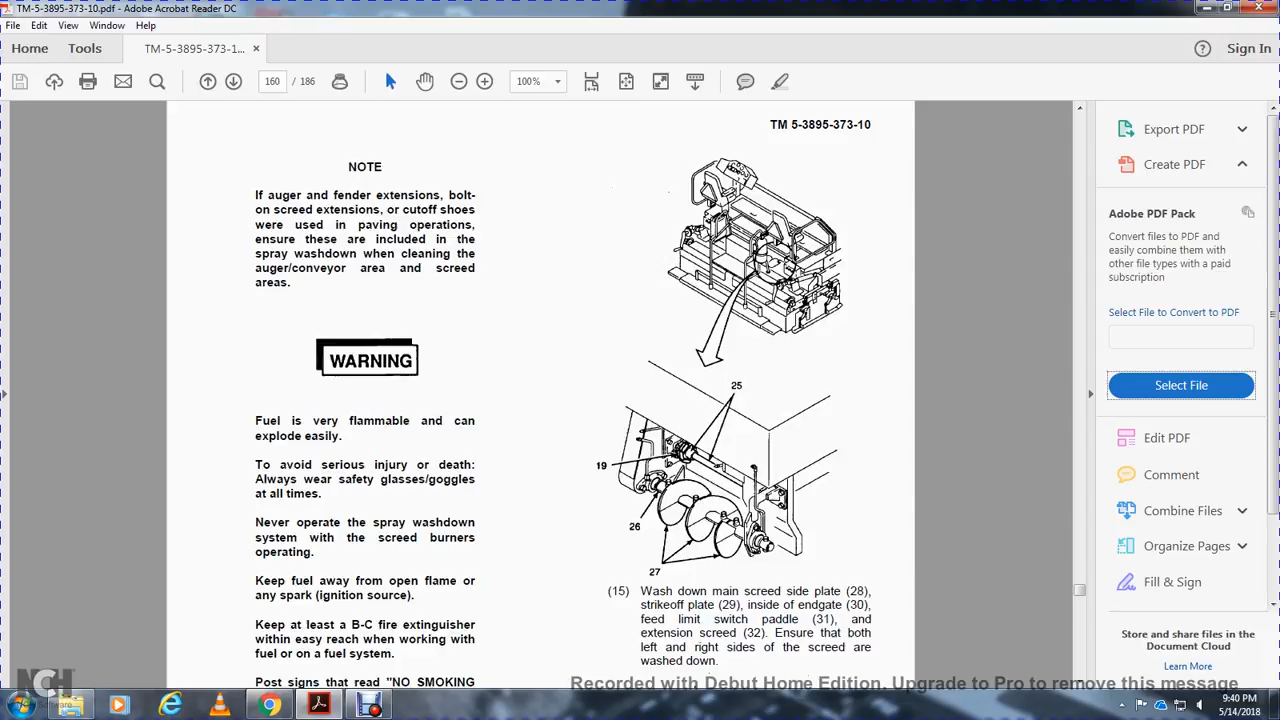 TM-5-3895-373-10.pdf - Adobe Acrobat Reader DC
File Edit View Window Help
Home Tools TM-5-3895-373-1... × Sign In
160 / 186 100%
TM 5-3895-373-10
NOTE
If auger and fender extensions, bolt-
on screed extensions, or cutoff shoes
were used in paving operations,
ensure these are included in the
spray washdown when cleaning the
auger/conveyor area and screed
areas.
WARNING
Fuel is very flammable and can
explode easily.
To avoid serious injury or death:
Always wear safety glasses/goggles
at all times.
Never operate the spray washdown
system with the screed burners
operating.
Keep fuel away from open flame or
any spark (ignition source).
Keep at least a B-C fire extinguisher
within easy reach when working with
fuel or on a fuel system.
Post signs that read "NO SMOKING
25
19
26
27
(15) Wash down main screed side plate (28),
strikeoff plate (29), inside of endgate (30),
feed limit switch paddle (31), and
extension screed (32). Ensure that both
left and right sides of the screed are
washed down.
Export PDF
Create PDF
Adobe PDF Pack
Convert files to PDF and
easily combine them with
other file types with a paid
subscription
Select File to Convert to PDF
Select File
Edit PDF
Comment
Combine Files
Organize Pages
Fill & Sign
Store and share files in the
Document Cloud
Learn More
NCH
Software
Recorded with Debut Home Edition. Upgrade to Pro to remove this message
9:40 PM
5/14/2018